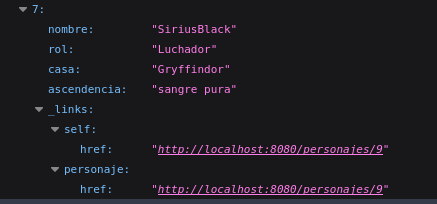 7:
nombre: "SiriusBlack"
rol: "Luchador"
casa: "Gryffindor"
ascendencia: "sangre pura"
_links:
self:
href: "http://localhost:8080/personajes/9"
personaje:
href: "http://localhost:8080/personajes/9"